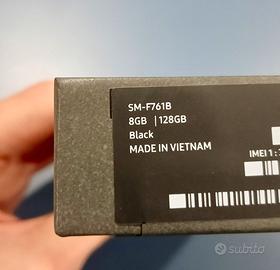 SM-F761B
8GB | 128GB
Black
MADE IN VIETNAM
IMEI 1 :
subito